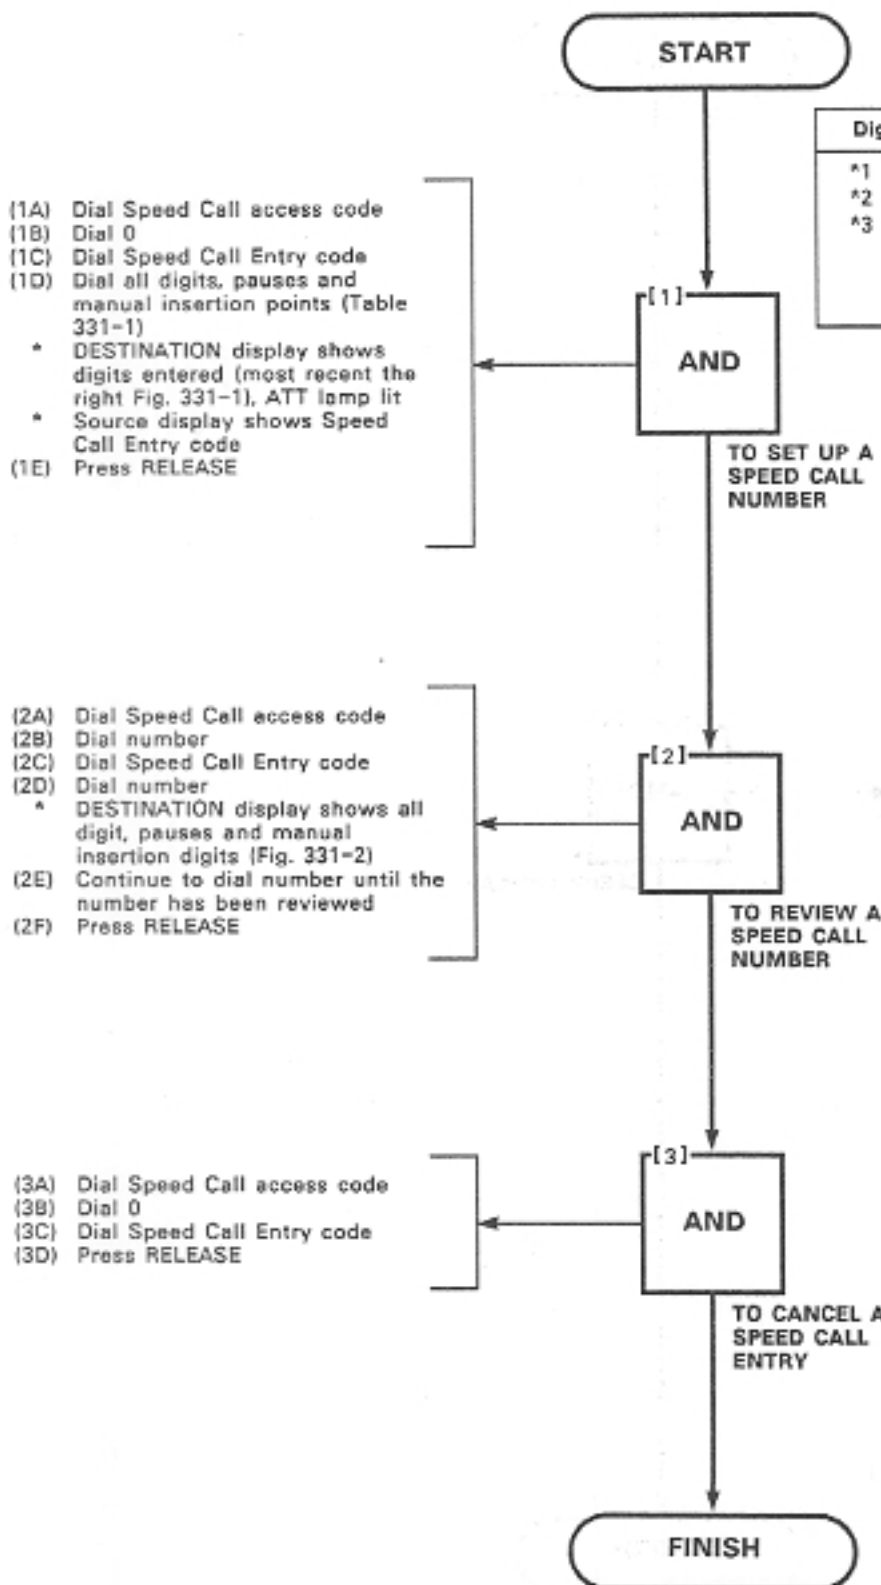 START
Dig
*1
*2
*3
(1A) Dial Speed Call access code
(1B) Dial 0
(1C) Dial Speed Call Entry code
(1D) Dial all digits, pauses and
manual insertion points (Table
331-1)
* DESTINATION display shows
digits entered (most recent the
right Fig. 331-1), ATT lamp lit
* Source display shows Speed
Call Entry code
(1E) Press RELEASE
[1]
AND
TO SET UP A
SPEED CALL
NUMBER
(2A) Dial Speed Call access code
(2B) Dial number
(2C) Dial Speed Call Entry code
(2D) Dial number
* DESTINATION display shows all
digit, pauses and manual
insertion digits (Fig. 331-2)
(2E) Continue to dial number until the
number has been reviewed
(2F) Press RELEASE
[2]
AND
TO REVIEW A
SPEED CALL
NUMBER
(3A) Dial Speed Call access code
(3B) Dial 0
(3C) Dial Speed Call Entry code
(3D) Press RELEASE
[3]
AND
TO CANCEL A
SPEED CALL
ENTRY
FINISH